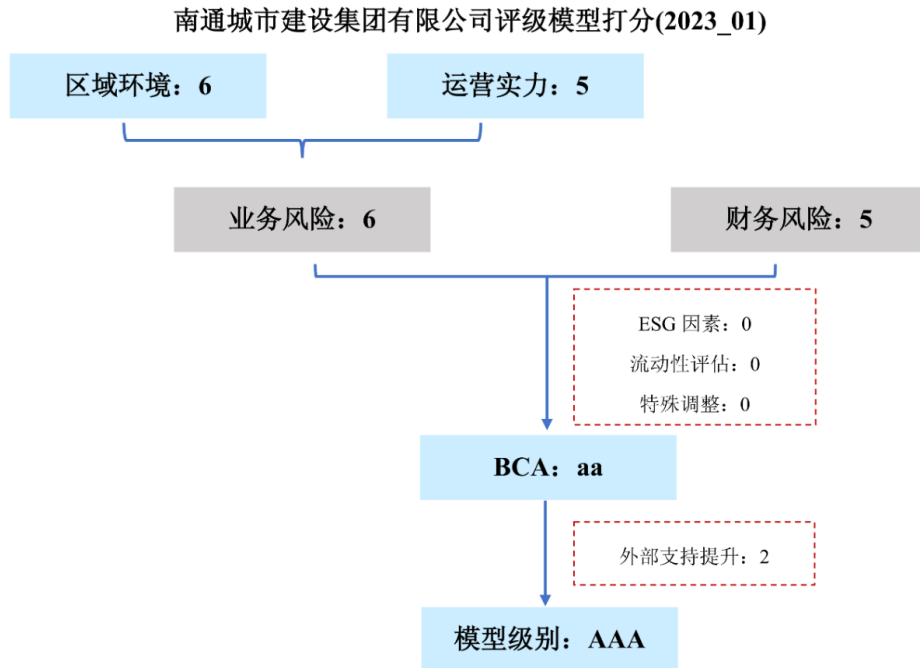 南通城市建设集团有限公司评级模型打分(2023_01)
区域环境：6
运营实力：5
业务风险：6
财务风险：5
ESG 因素：0
流动性评估：0
特殊调整：0
BCA：aa
外部支持提升：2
模型级别：AAA